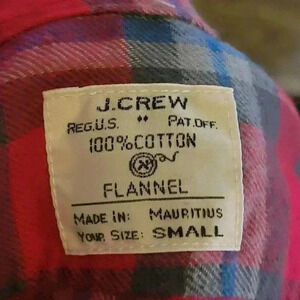 J.CREW
REG.U.S. " PAT.OFF.
100%COTTON
FLANNEL
MADE IN: MAURITIUS
YOUR SIZE: SMALL